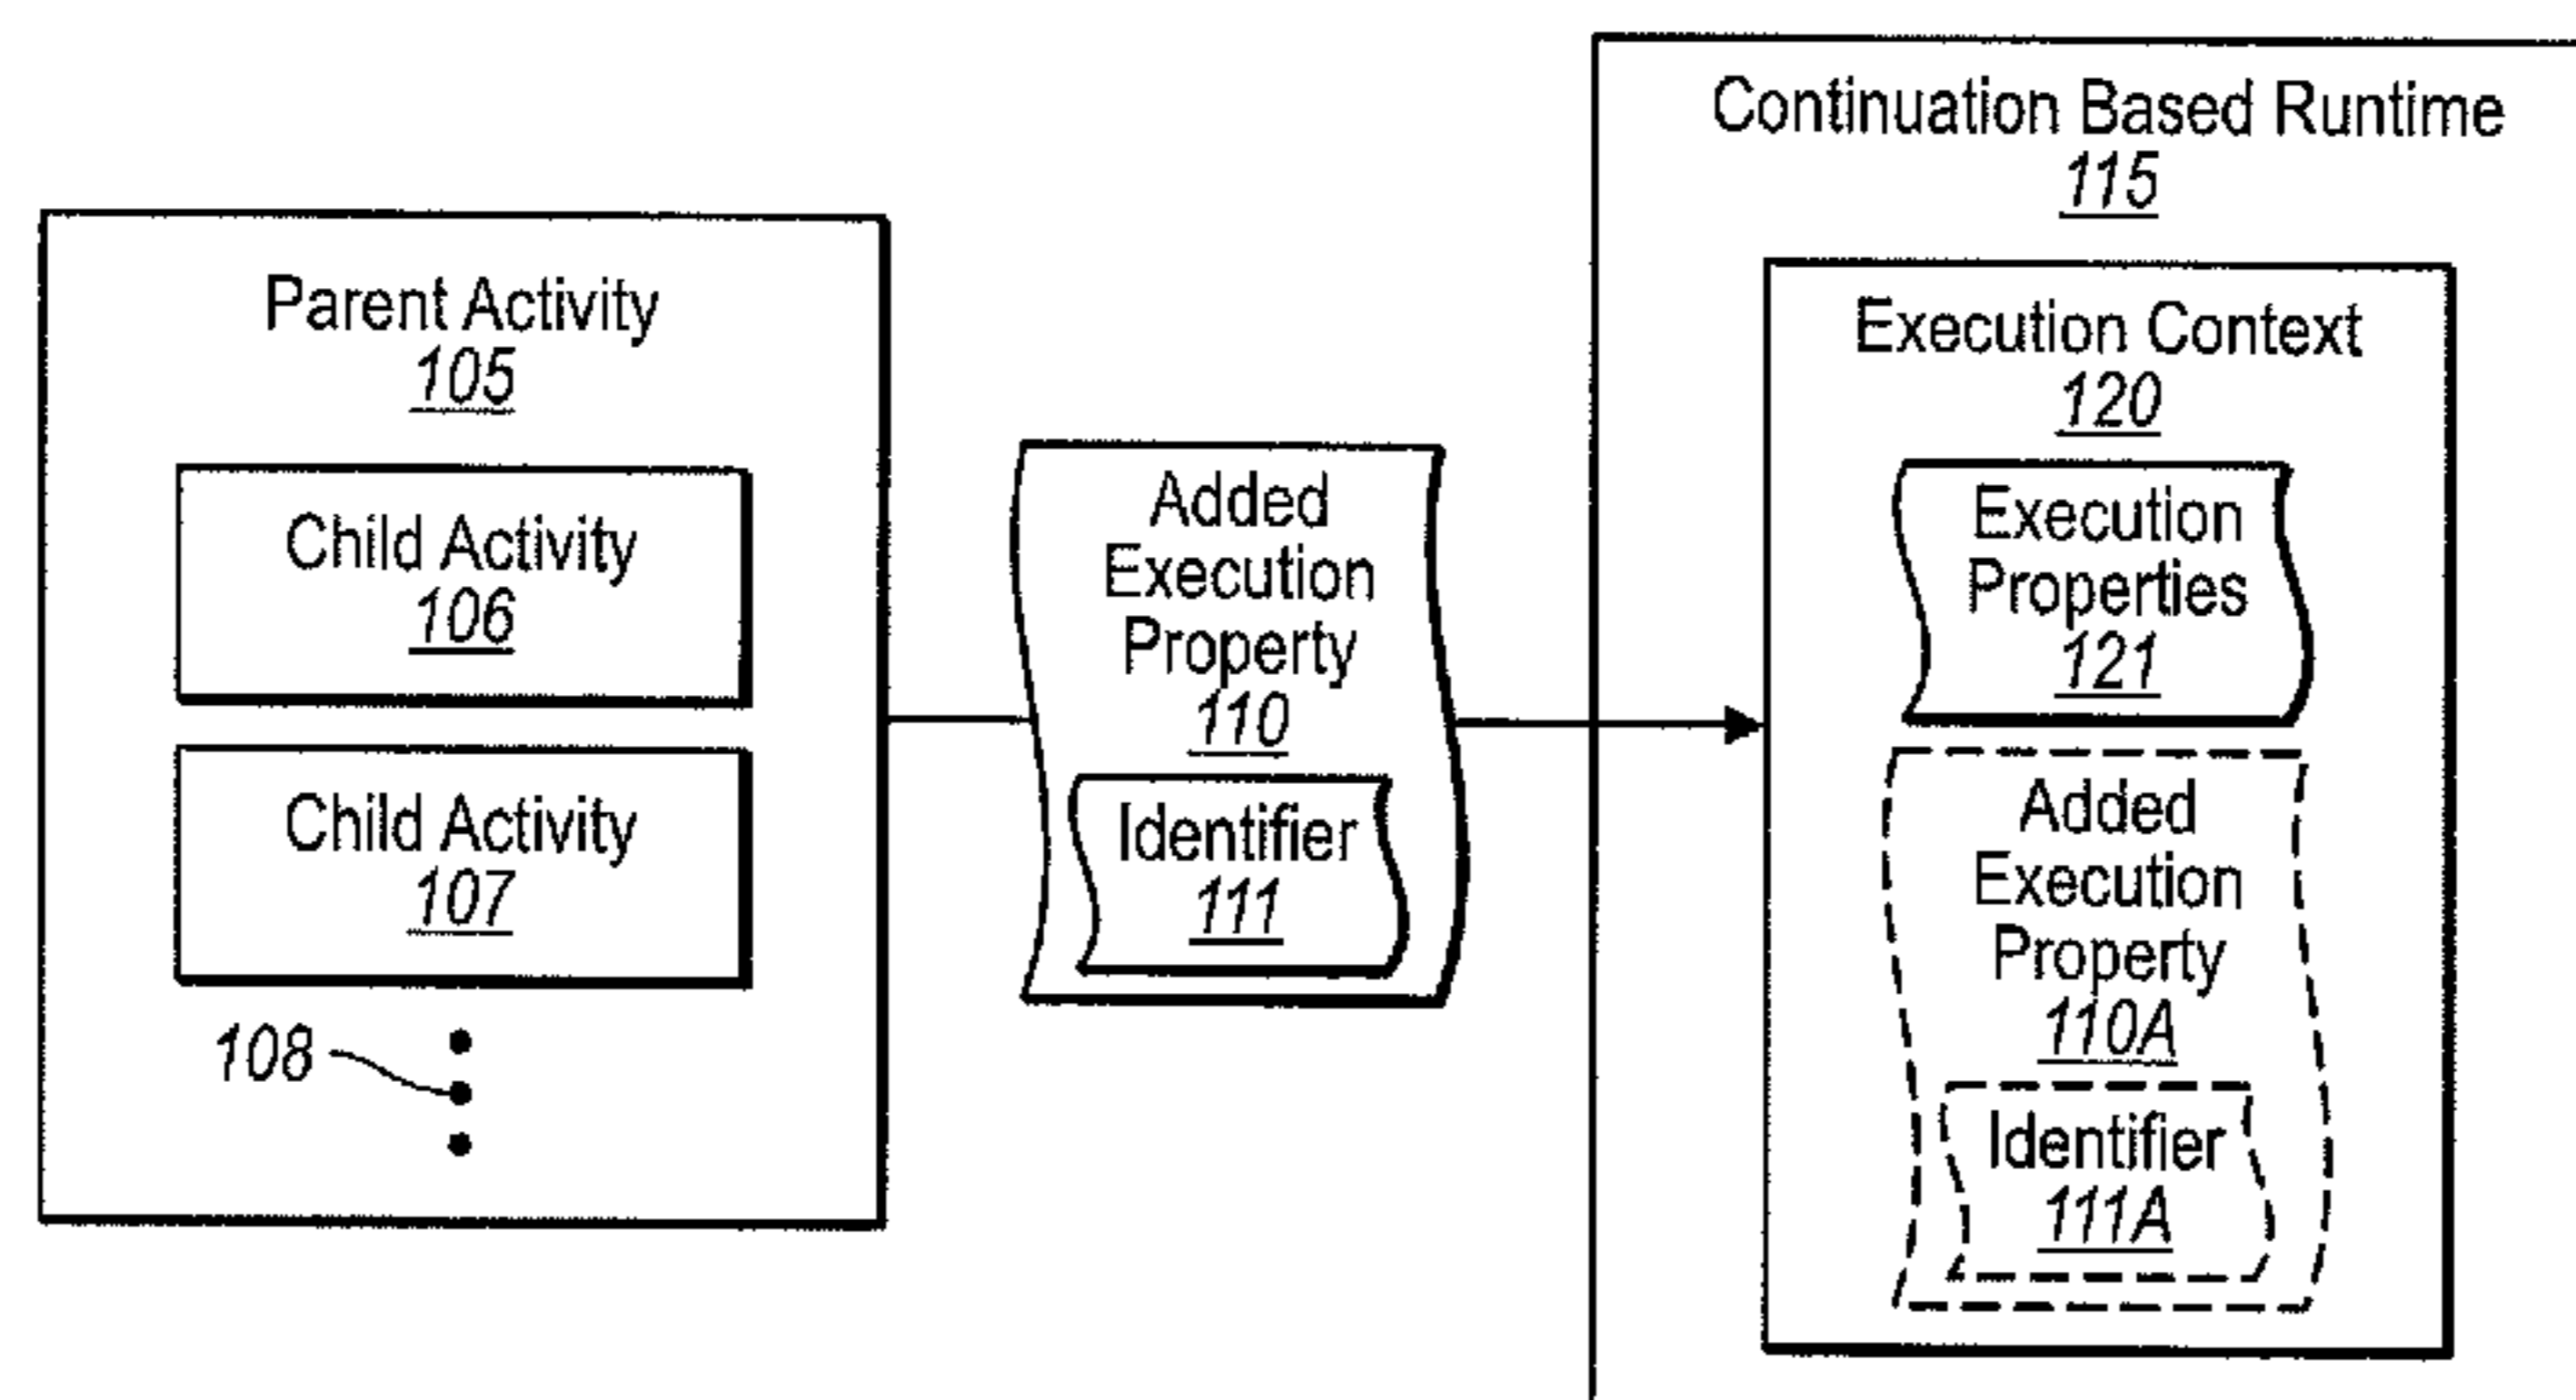 Continuation Based Runtime
115
Parent Activity
105
Child Activity
106
Child Activity
107
108
Added
Execution
Property
110
Identifier
111
Execution Context
120
Execution
Properties
121
Added
Execution
Property
110A
Identifier
111A